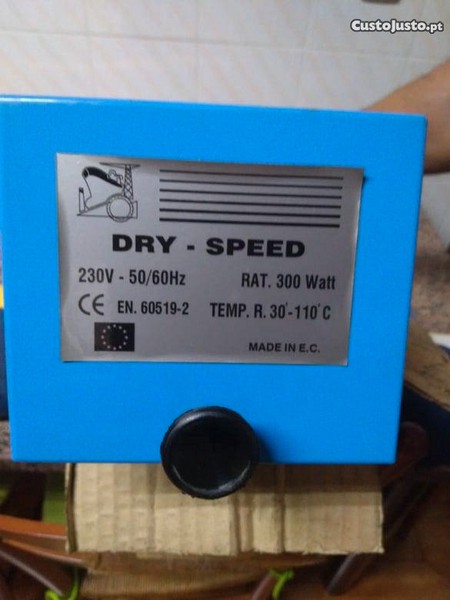 CustoJusto.pt
DRY - SPEED
230V - 50/60Hz RAT. 300 Watt
CE EN. 60519-2 TEMP. R. 30°-110°C
MADE IN E.C.